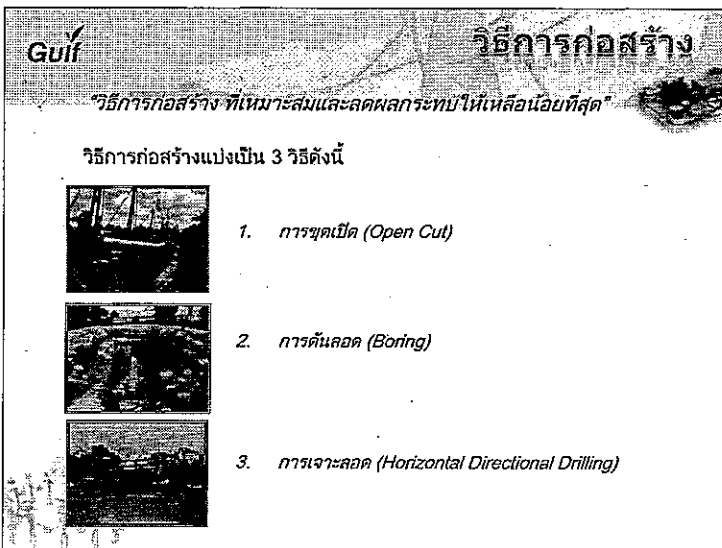 Gulf
วิธีการก่อสร้าง
"วิธีการก่อสร้าง ที่เหมาะสมและลดผลกระทบให้เหลือน้อยที่สุด"
วิธีการก่อสร้างแบ่งเป็น 3 วิธีดังนี้
1. การขุดเปิด (Open Cut)
2. การดันลอด (Boring)
3. การเจาะลอด (Horizontal Directional Drilling)